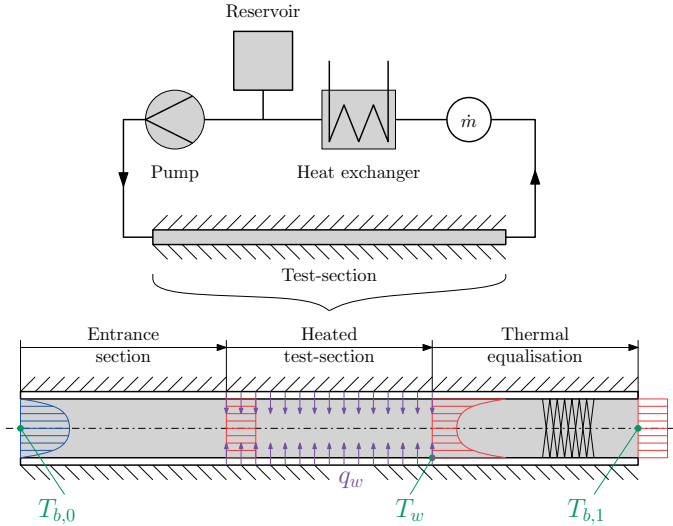 Reservoir
ṁ
Pump
Heat exchanger
Test-section
Entrance
section
Heated
test-section
Thermal
equalisation
q_w
T_{b,0}
T_w
T_{b,1}